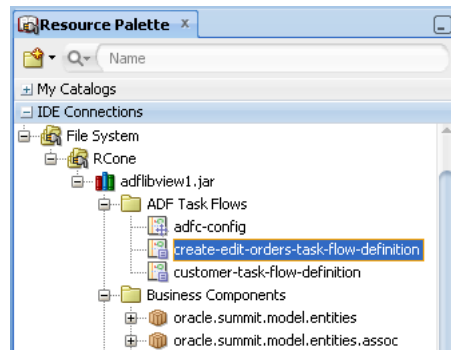 Resource Palette
Name
My Catalogs
IDE Connections
File System
RCone
adflibview1.jar
ADF Task Flows
adfc-config
create-edit-orders-task-flow-definition
customer-task-flow-definition
Business Components
oracle.summit.model.entities
oracle.summit.model.entities.assoc